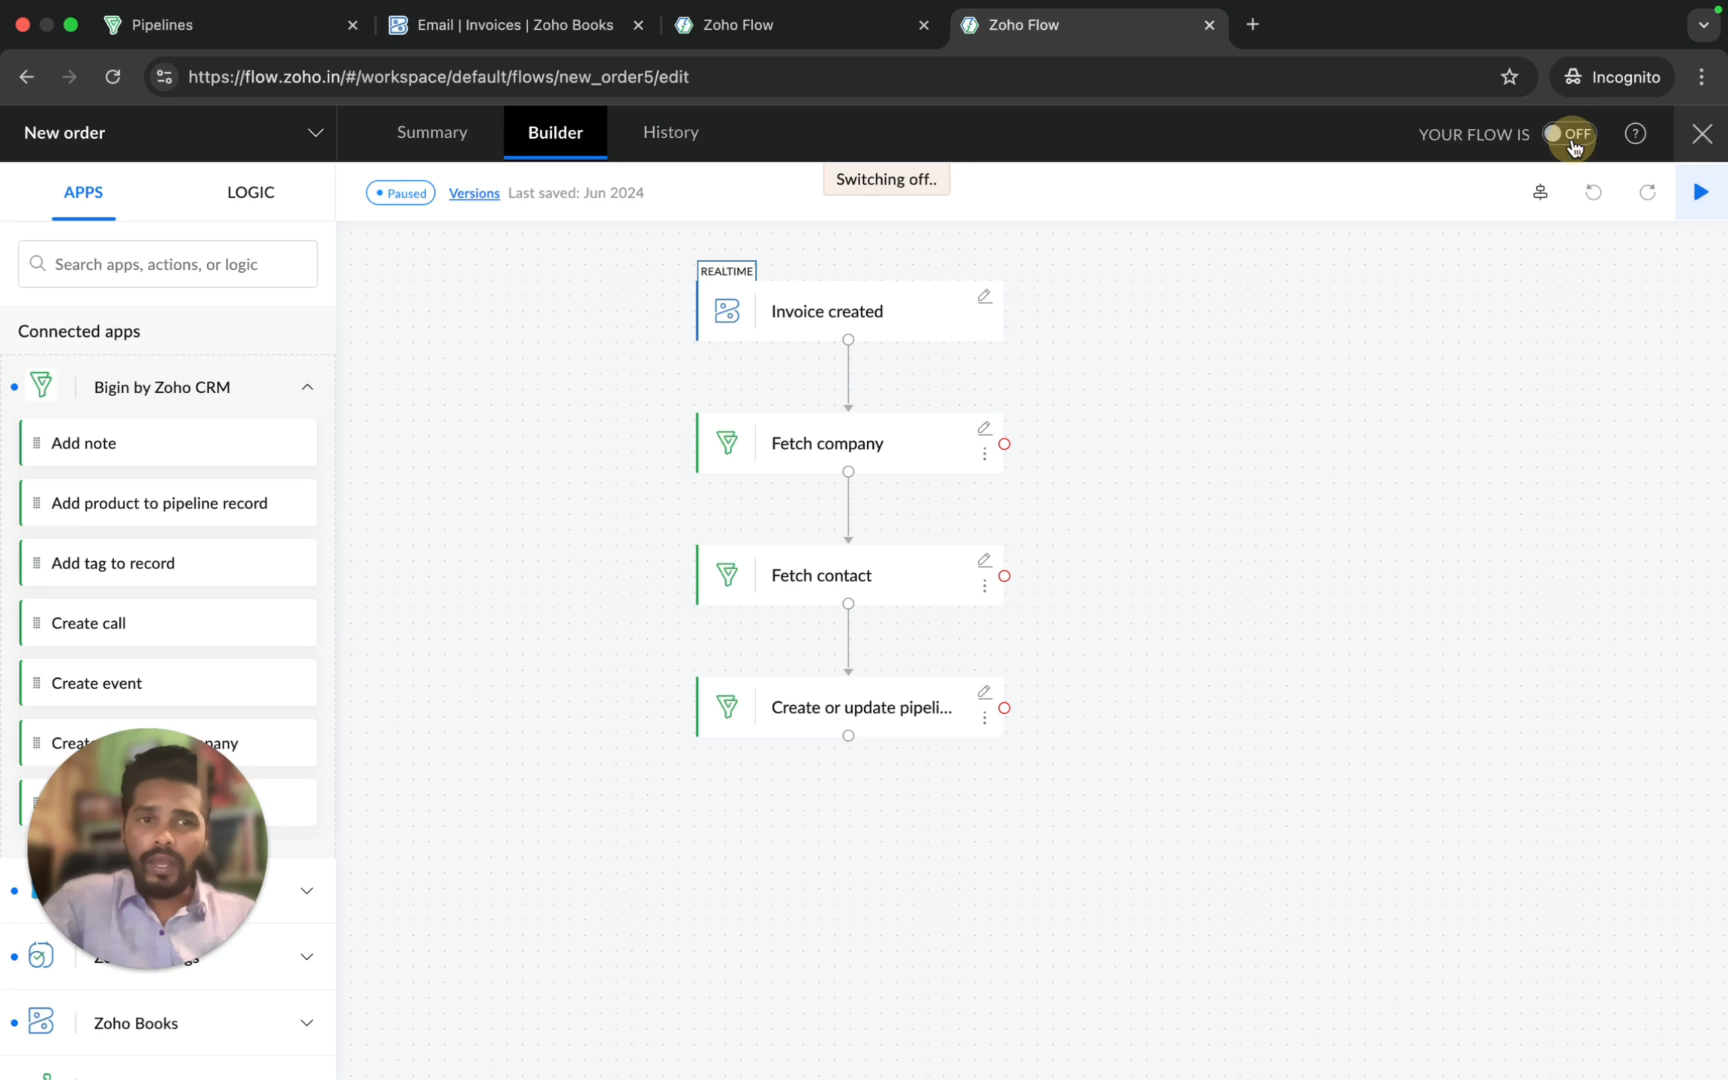 Pipelines
Email | Invoices | Zoho Books
Zoho Flow
Zoho Flow
https://flow.zoho.in/#/workspace/default/flows/new_order5/edit
Incognito
New order
Summary
Builder
History
YOUR FLOW IS
OFF
APPS
LOGIC
Paused
Versions
Last saved: Jun 2024
Switching off..
Search apps, actions, or logic
Connected apps
Bigin by Zoho CRM
Add note
Add product to pipeline record
Add tag to record
Create call
Create event
Zoho Books
REALTIME
Invoice created
Fetch company
Fetch contact
Create or update pipeli...